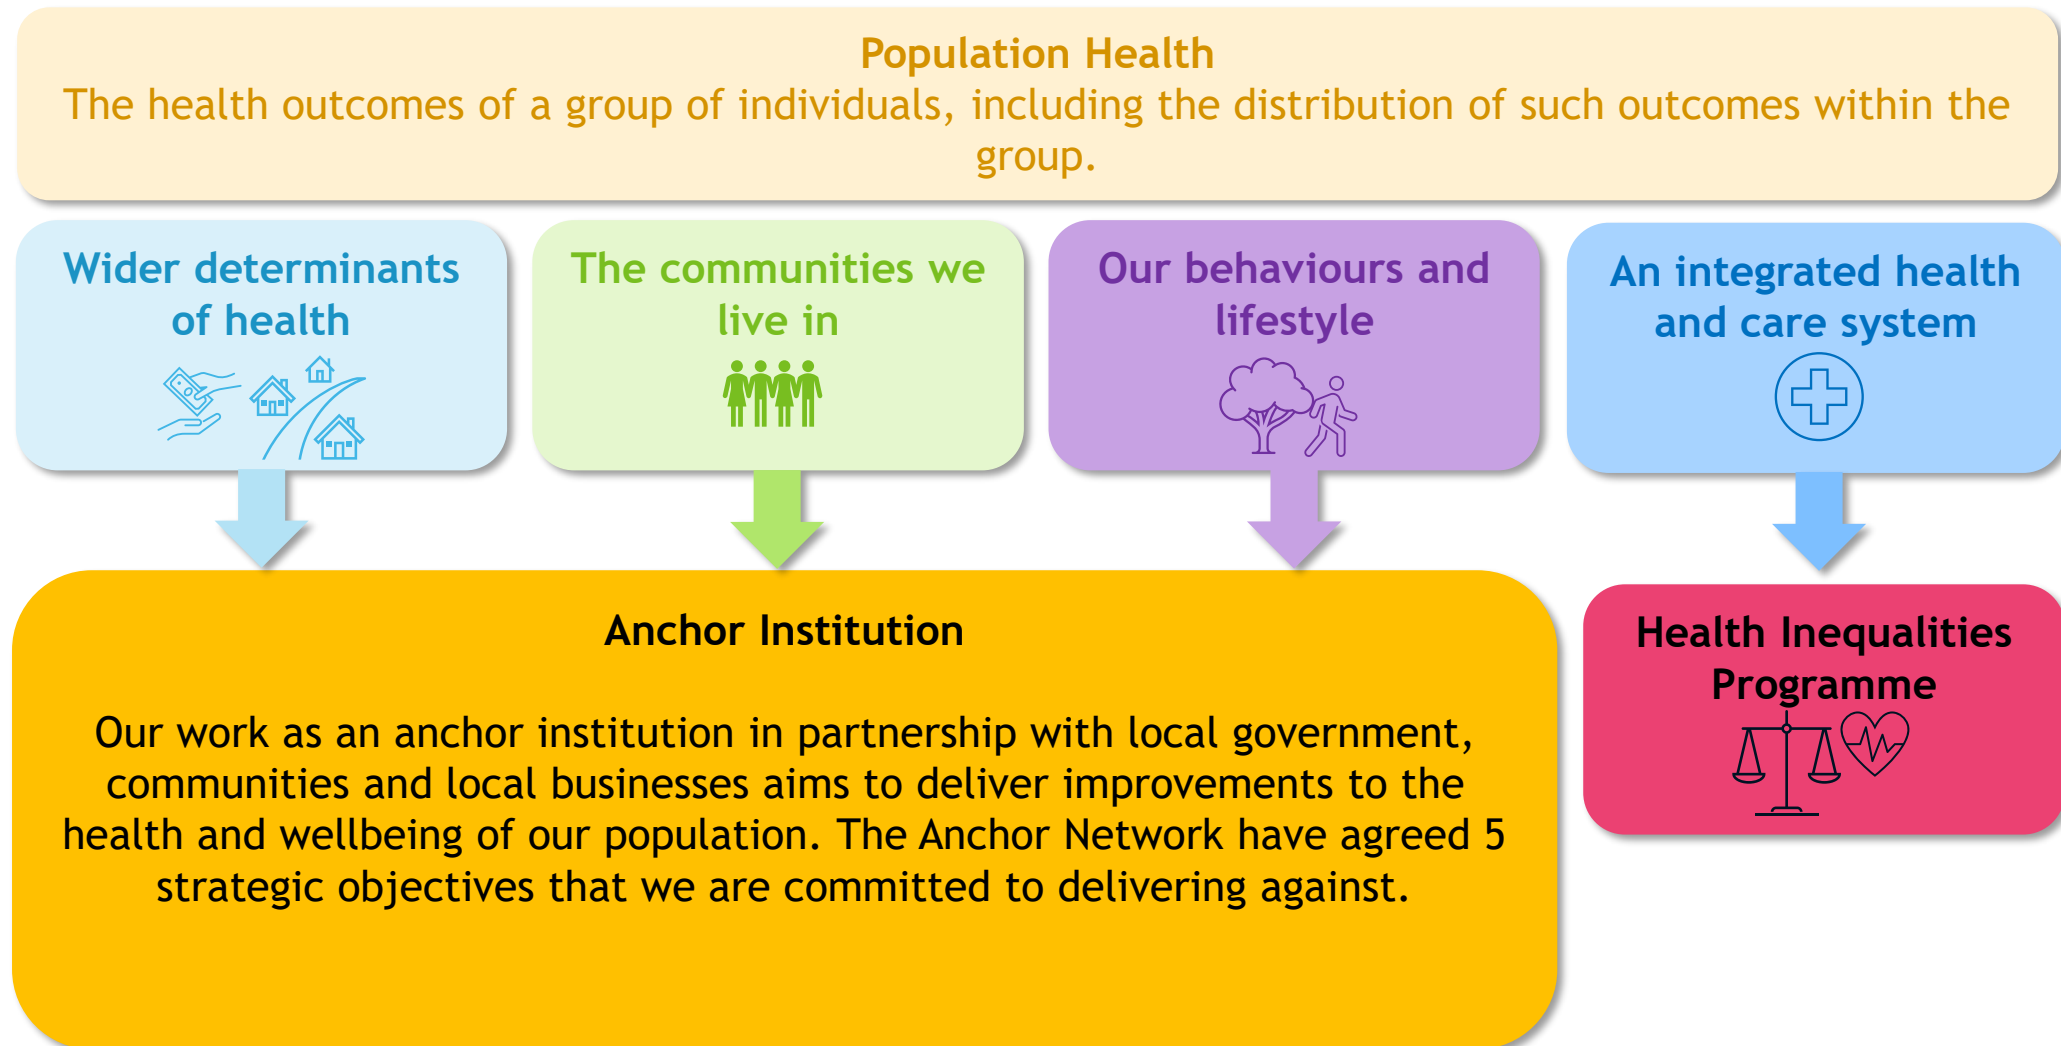 Population Health
The health outcomes of a group of individuals, including the distribution of such outcomes within the
group.
Wider determinants
of health
The communities we
live in
Our behaviours and
lifestyle
An integrated health
and care system
Anchor Institution
Our work as an anchor institution in partnership with local government,
communities and local businesses aims to deliver improvements to the
health and wellbeing of our population. The Anchor Network have agreed 5
strategic objectives that we are committed to delivering against.
Health Inequalities
Programme